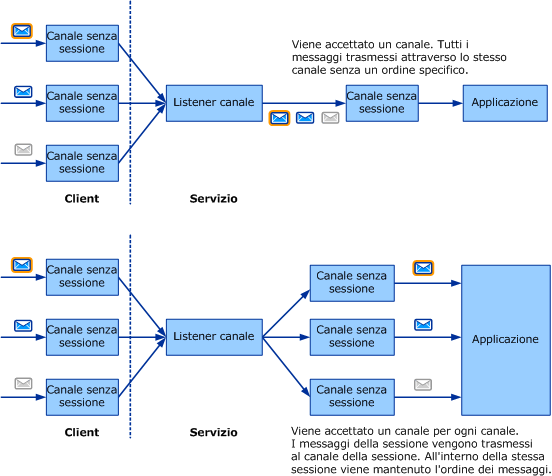 Canale senza
sessione
Viene accettato un canale. Tutti i
messaggi trasmessi attraverso lo stesso
canale senza un ordine specifico.
Canale senza
sessione
Listener canale
Canale senza
sessione
Applicazione
Canale senza
sessione
Client
Servizio
Canale senza
sessione
Canale senza
sessione
Canale senza
sessione
Listener canale
Canale senza
sessione
Applicazione
Canale senza
sessione
Canale senza
sessione
Client
Servizio
Viene accettato un canale per ogni canale.
I messaggi della sessione vengono trasmessi
al canale della sessione. All'interno della stessa
sessione viene mantenuto l'ordine dei messaggi.